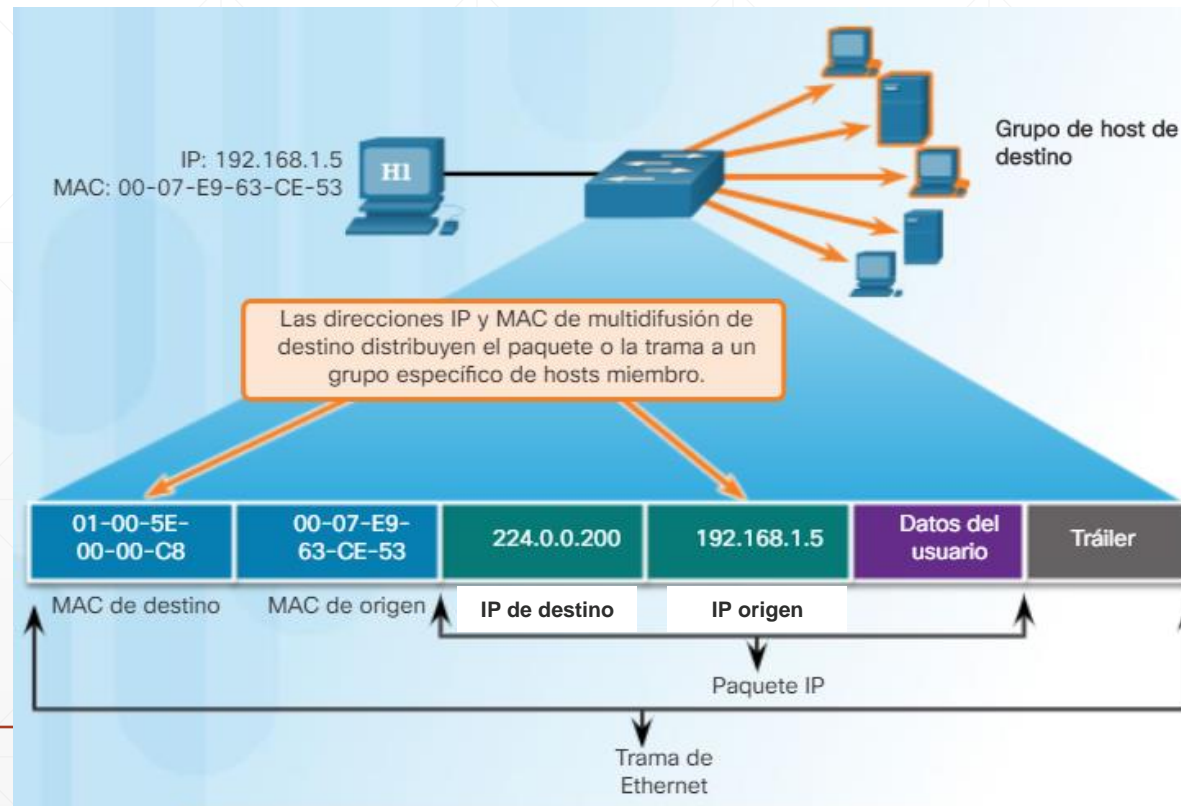 IP: 192.168.1.5
MAC: 00-07-E9-63-CE-53
H1
Grupo de host de
destino
Las direcciones IP y MAC de multidifusión de
destino distribuyen el paquete o la trama a un
grupo específico de hosts miembro.
01-00-5E-
00-00-C8
00-07-E9-
63-CE-53
224.0.0.200
192.168.1.5
Datos del
usuario
Tráiler
MAC de destino
MAC de origen
IP de destino
IP origen
Paquete IP
Trama de
Ethernet